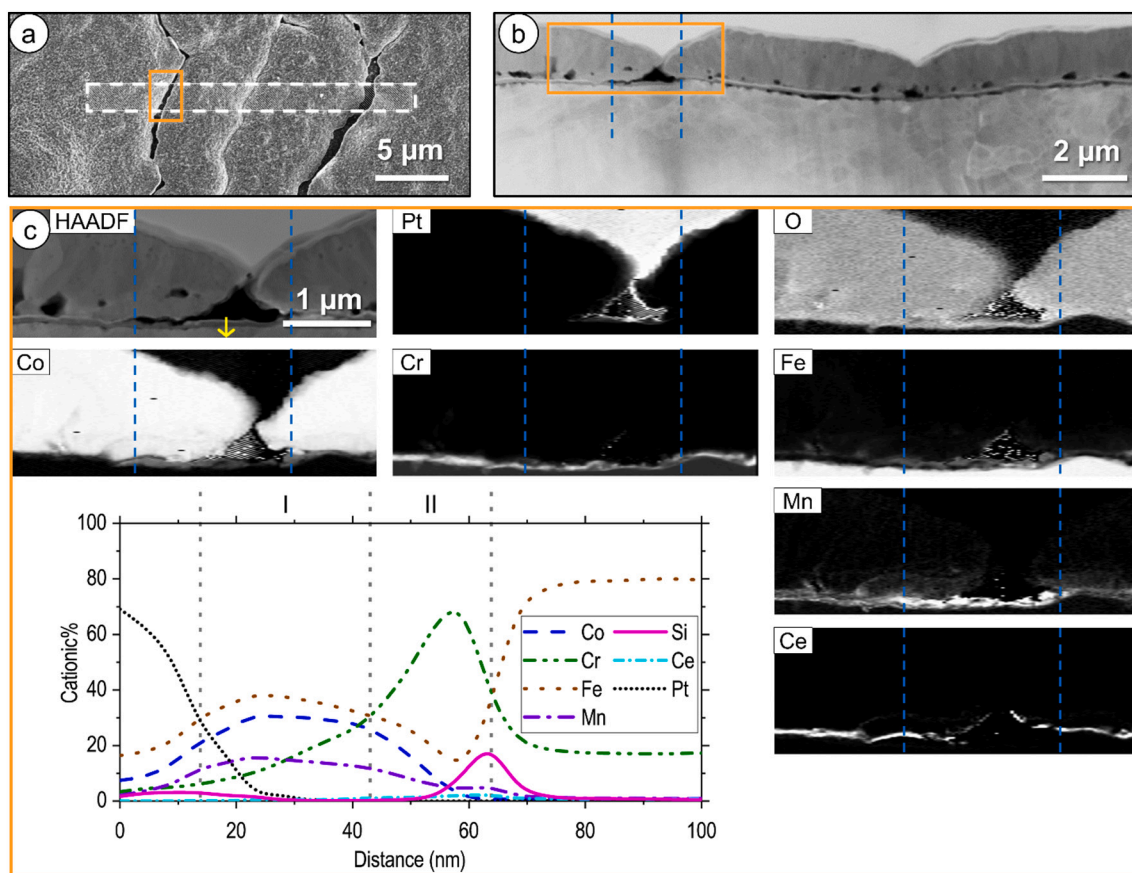 a
5 μm
b
2 μm
c
HAADF
1 μm
Pt
O
Co
Cr
Fe
Mn
Ce
I II
100
80
60
40
20
0
Cationic%
Co
Cr
Fe
Mn
Si
Ce
Pt
0 20 40 60 80 100
Distance (nm)